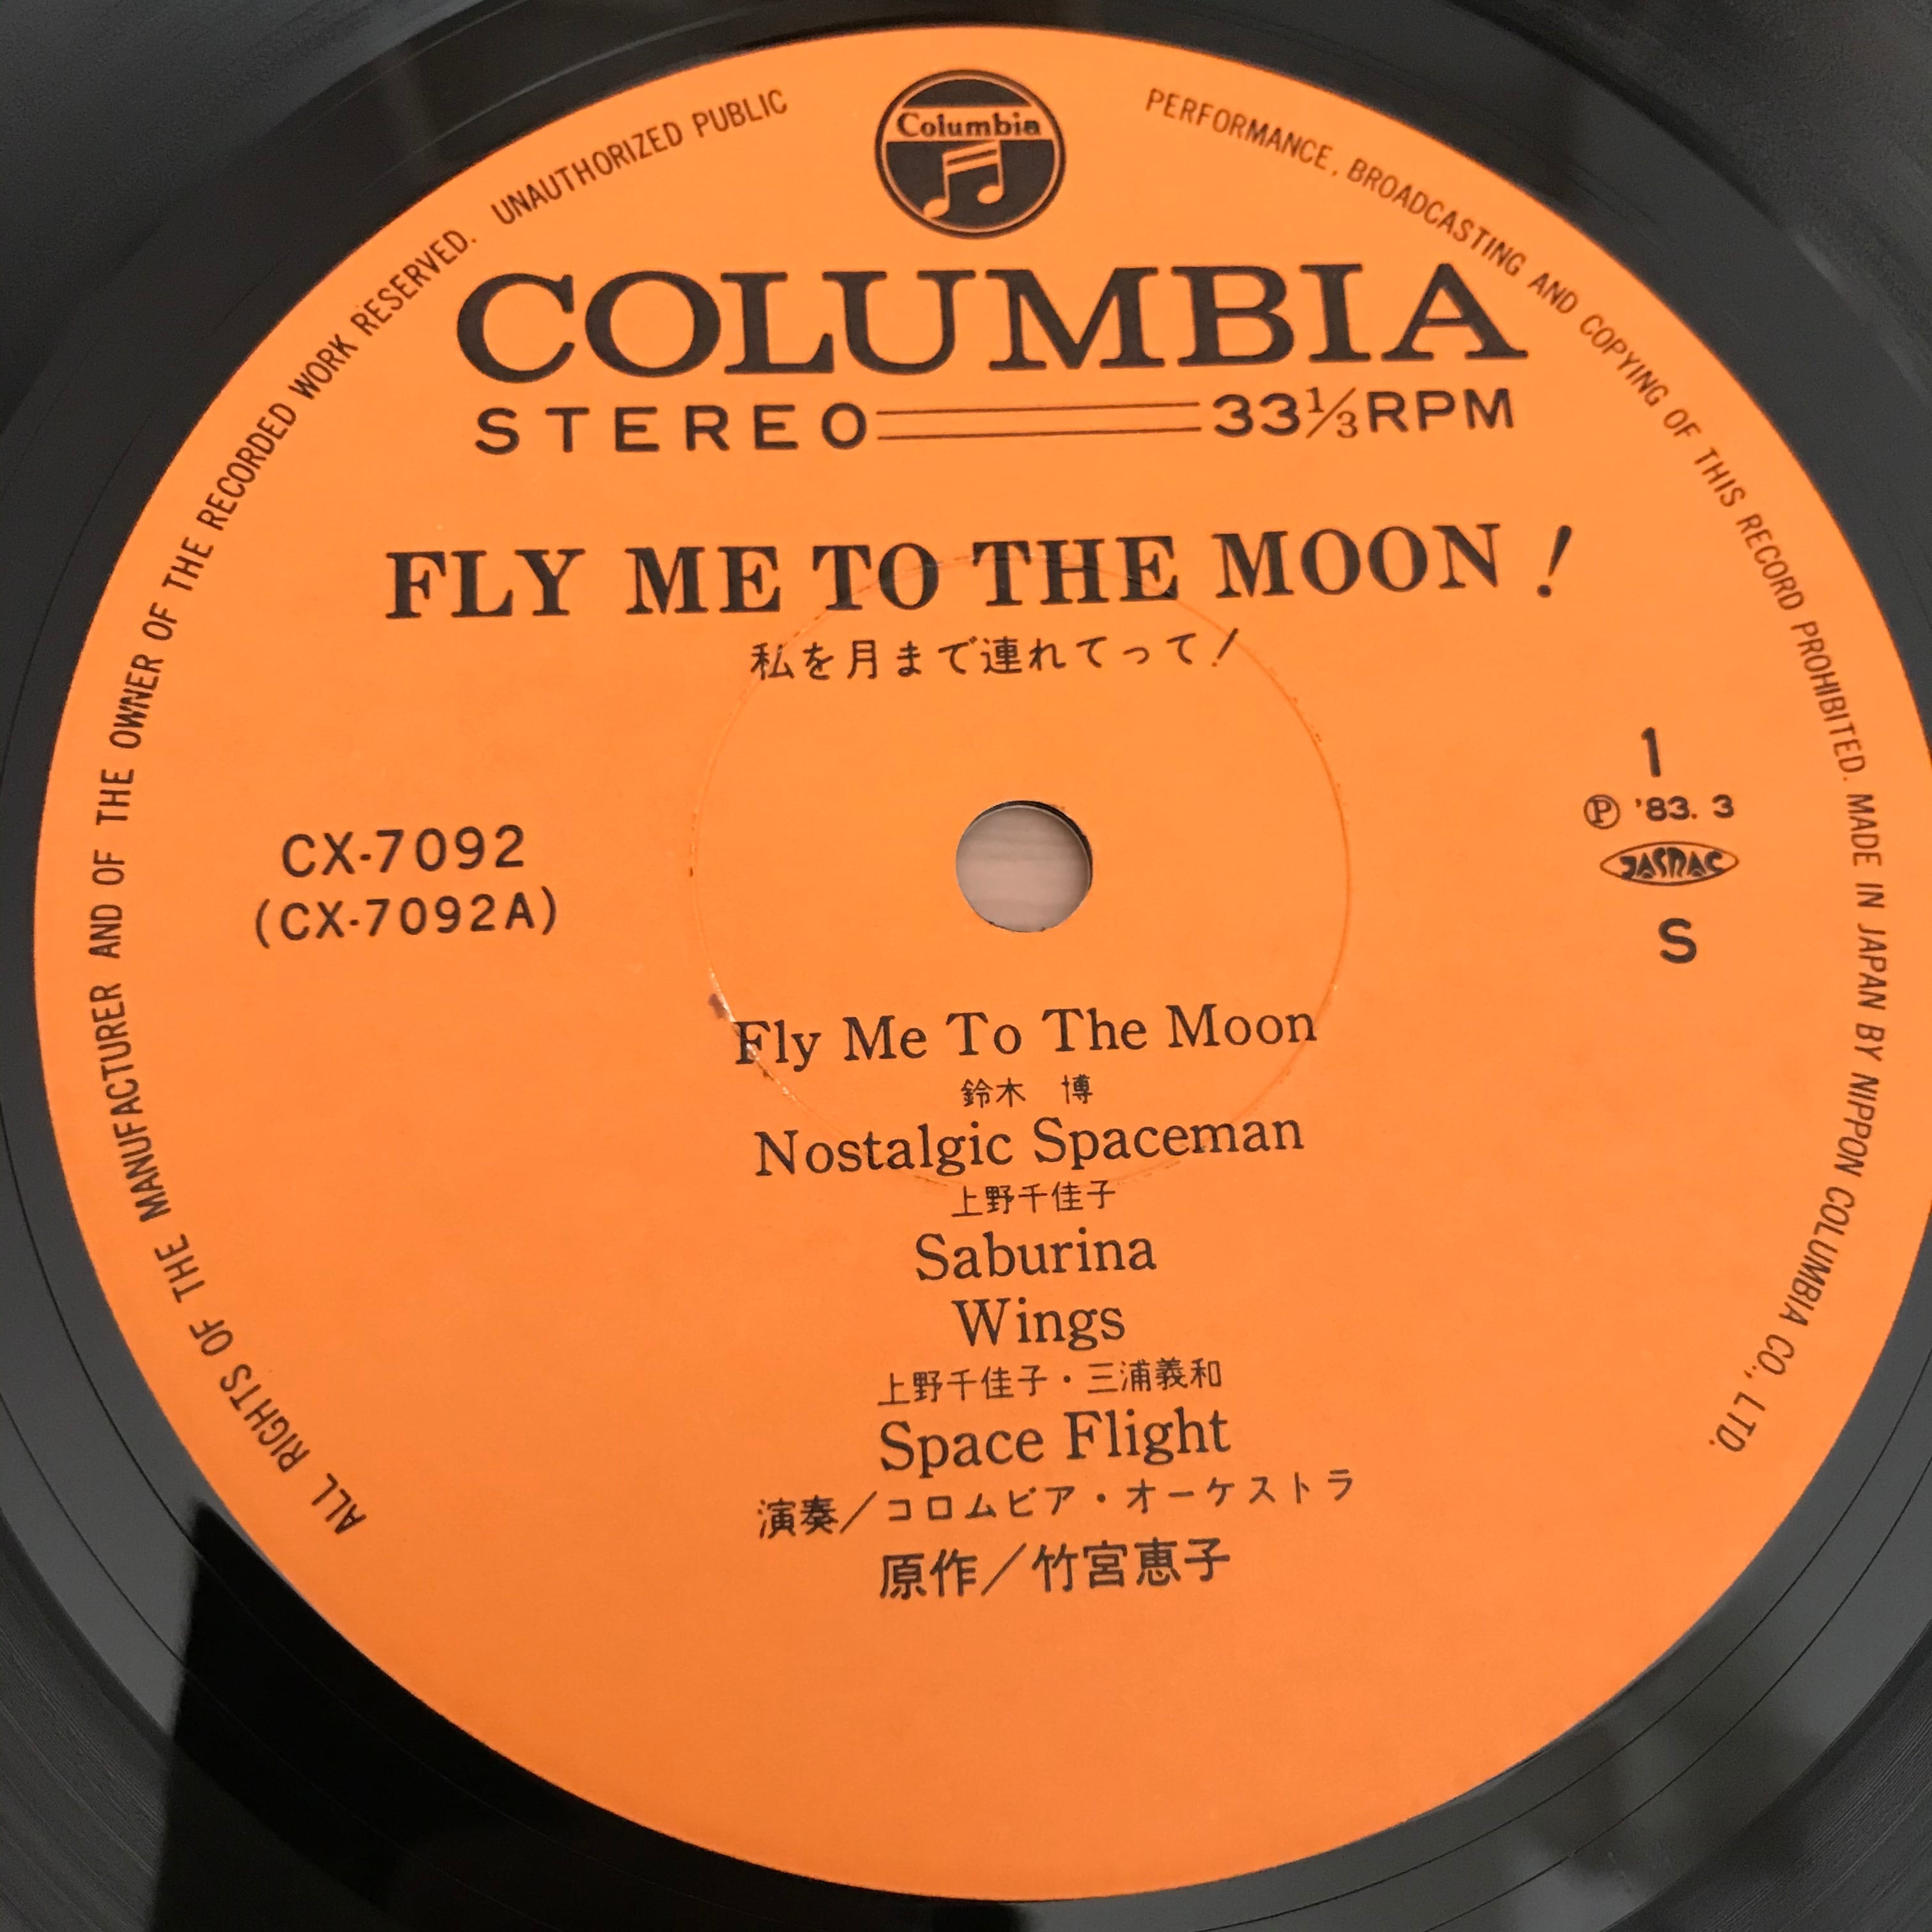 Columbia
COLUMBIA
STEREO 33⅓RPM
FLY ME TO THE MOON!
私を月まで連れてって!
CX-7092
(CX-7092A)
1
Ⓟ '83. 3
JASRAC
S
Fly Me To The Moon
鈴木 博
Nostalgic Spaceman
上野千佳子
Saburina
Wings
上野千佳子・三浦義和
Space Flight
演奏/コロムビア・オーケストラ
原作/竹宮恵子
ALL RIGHTS OF THE MANUFACTURER AND OF THE OWNER OF THE RECORDED WORK RESERVED. UNAUTHORIZED PUBLIC PERFORMANCE, BROADCASTING AND COPYING OF THIS RECORD PROHIBITED. MADE IN JAPAN BY NIPPON COLUMBIA CO., LTD.